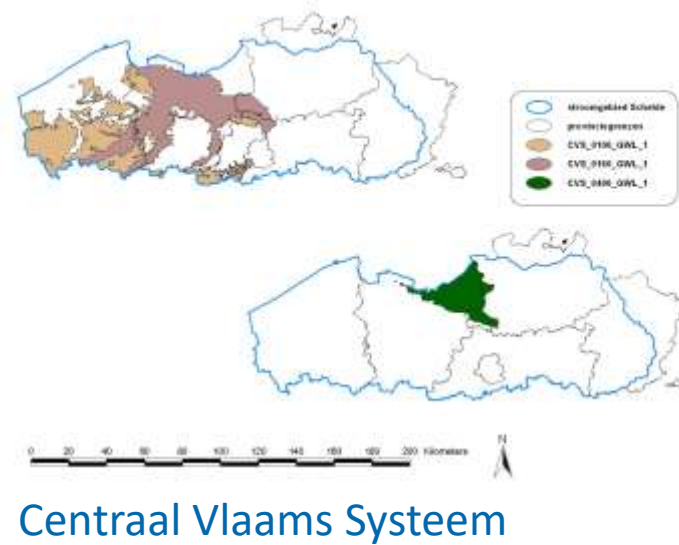 stroomgebied Schelde
provinciegrenzen
CVS_0100_GWL_1
CVS_0160_GWL_1
CVS_0400_GWL_1
0 20 40 60 80 100 120 140 160 180 200 Kilometers
N
Centraal Vlaams Systeem